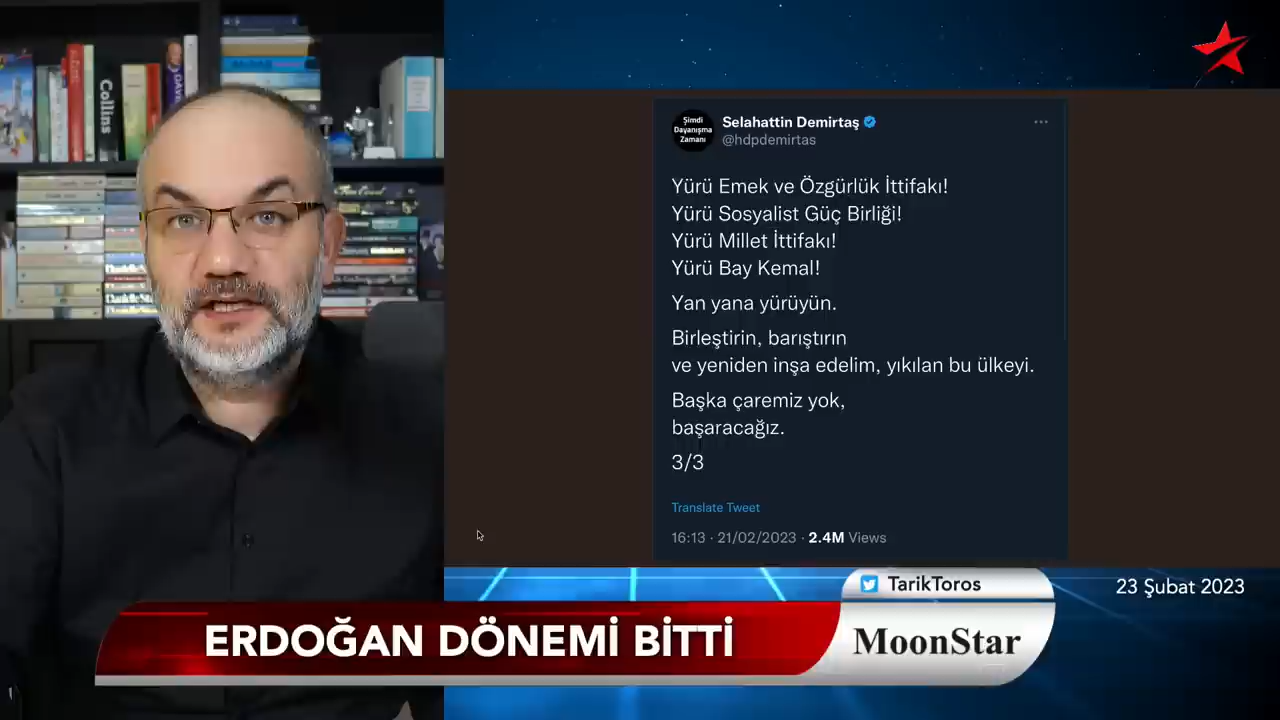 Collins
Şimdi
Dayanışma
Zamanı
Selahattin Demirtaş
@hdpdemirtas
Yürü Emek ve Özgürlük İttifakı!
Yürü Sosyalist Güç Birliği!
Yürü Millet İttifakı!
Yürü Bay Kemal!
Yan yana yürüyün.
Birleştirin, barıştırın
ve yeniden inşa edelim, yıkılan bu ülkeyi.
Başka çaremiz yok,
başaracağız.
3/3
Translate Tweet
16:13 · 21/02/2023 · 2.4M Views
TarikToros
23 Şubat 2023
ERDOĞAN DÖNEMİ BİTTİ
MoonStar